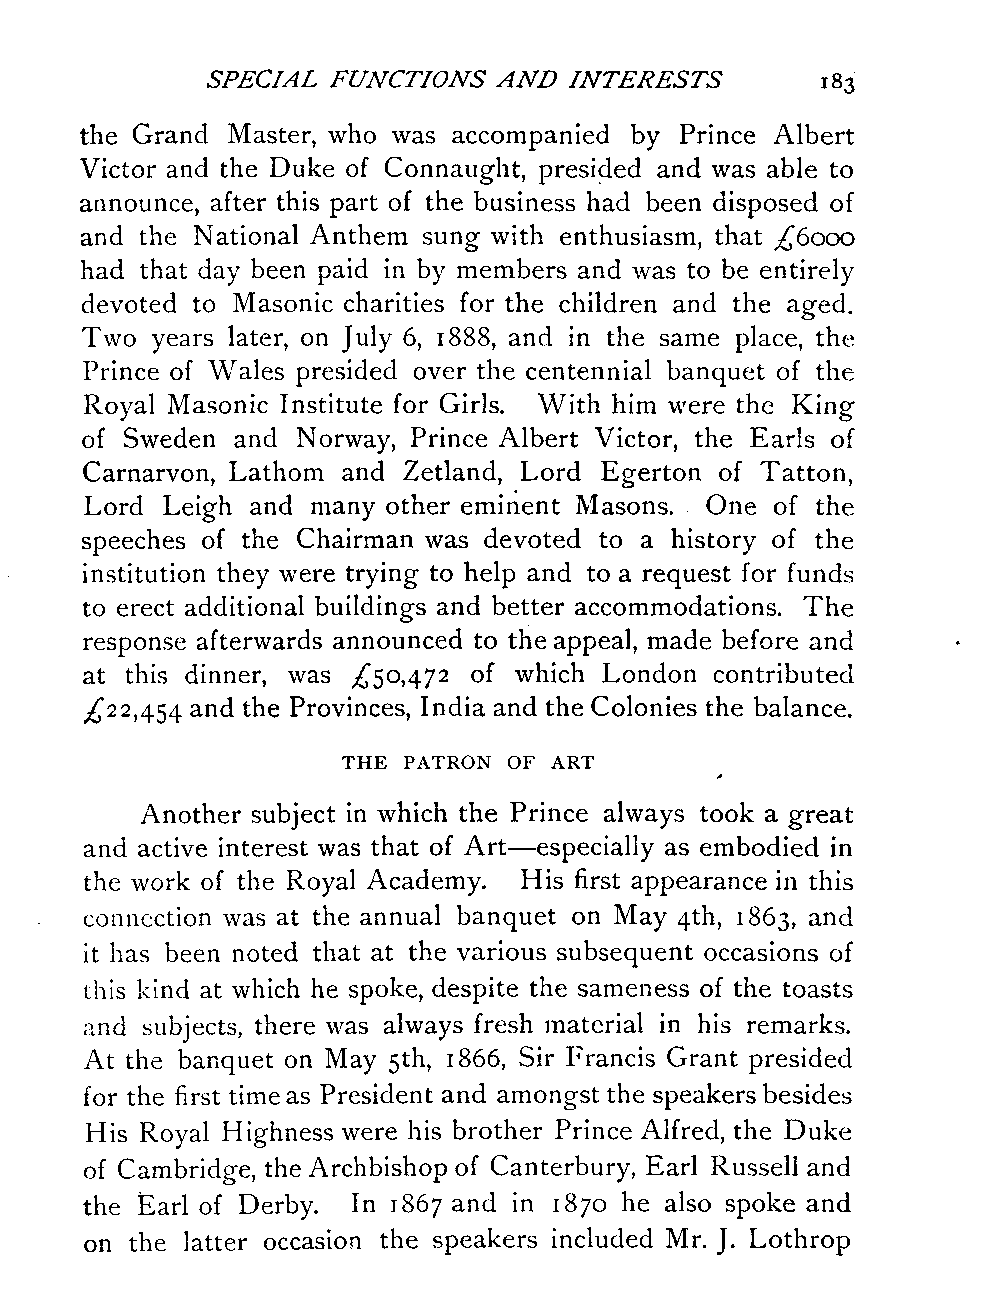 SPECIAL FUNCTIONS AND INTERESTS 183
the Grand Master, who was accompanied by Prince Albert
Victor and the Duke of Connaught, presided and was able to
announce, after this part of the business had been disposed of
and the National Anthem sung with enthusiasm, that £6000
had that day been paid in by members and was to be entirely
devoted to Masonic charities for the children and the aged.
Two years later, on July 6, 1888, and in the same place, the
Prince of Wales presided over the centennial banquet of the
Royal Masonic Institute for Girls. With him were the King
of Sweden and Norway, Prince Albert Victor, the Earls of
Carnarvon, Lathom and Zetland, Lord Egerton of Tatton,
Lord Leigh and many other eminent Masons. One of the
speeches of the Chairman was devoted to a history of the
institution they were trying to help and to a request for funds
to erect additional buildings and better accommodations. The
response afterwards announced to the appeal, made before and
at this dinner, was £50,472 of which London contributed
£22,454 and the Provinces, India and the Colonies the balance.
THE PATRON OF ART
Another subject in which the Prince always took a great
and active interest was that of Art—especially as embodied in
the work of the Royal Academy. His first appearance in this
connection was at the annual banquet on May 4th, 1863, and
it has been noted that at the various subsequent occasions of
this kind at which he spoke, despite the sameness of the toasts
and subjects, there was always fresh material in his remarks.
At the banquet on May 5th, 1866, Sir Francis Grant presided
for the first time as President and amongst the speakers besides
His Royal Highness were his brother Prince Alfred, the Duke
of Cambridge, the Archbishop of Canterbury, Earl Russell and
the Earl of Derby. In 1867 and in 1870 he also spoke and
on the latter occasion the speakers included Mr. J. Lothrop